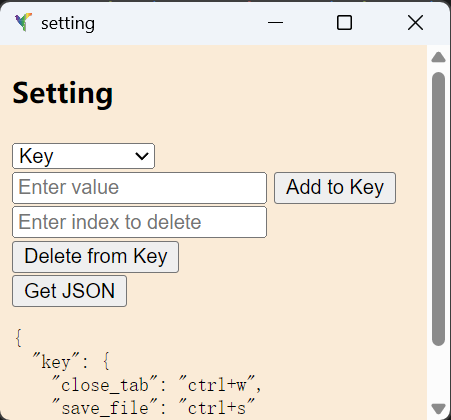 setting
Setting
Key
Enter value Add to Key
Enter index to delete
Delete from Key
Get JSON
{
  "key": {
    "close_tab": "ctrl+w",
    "save_file": "ctrl+s"